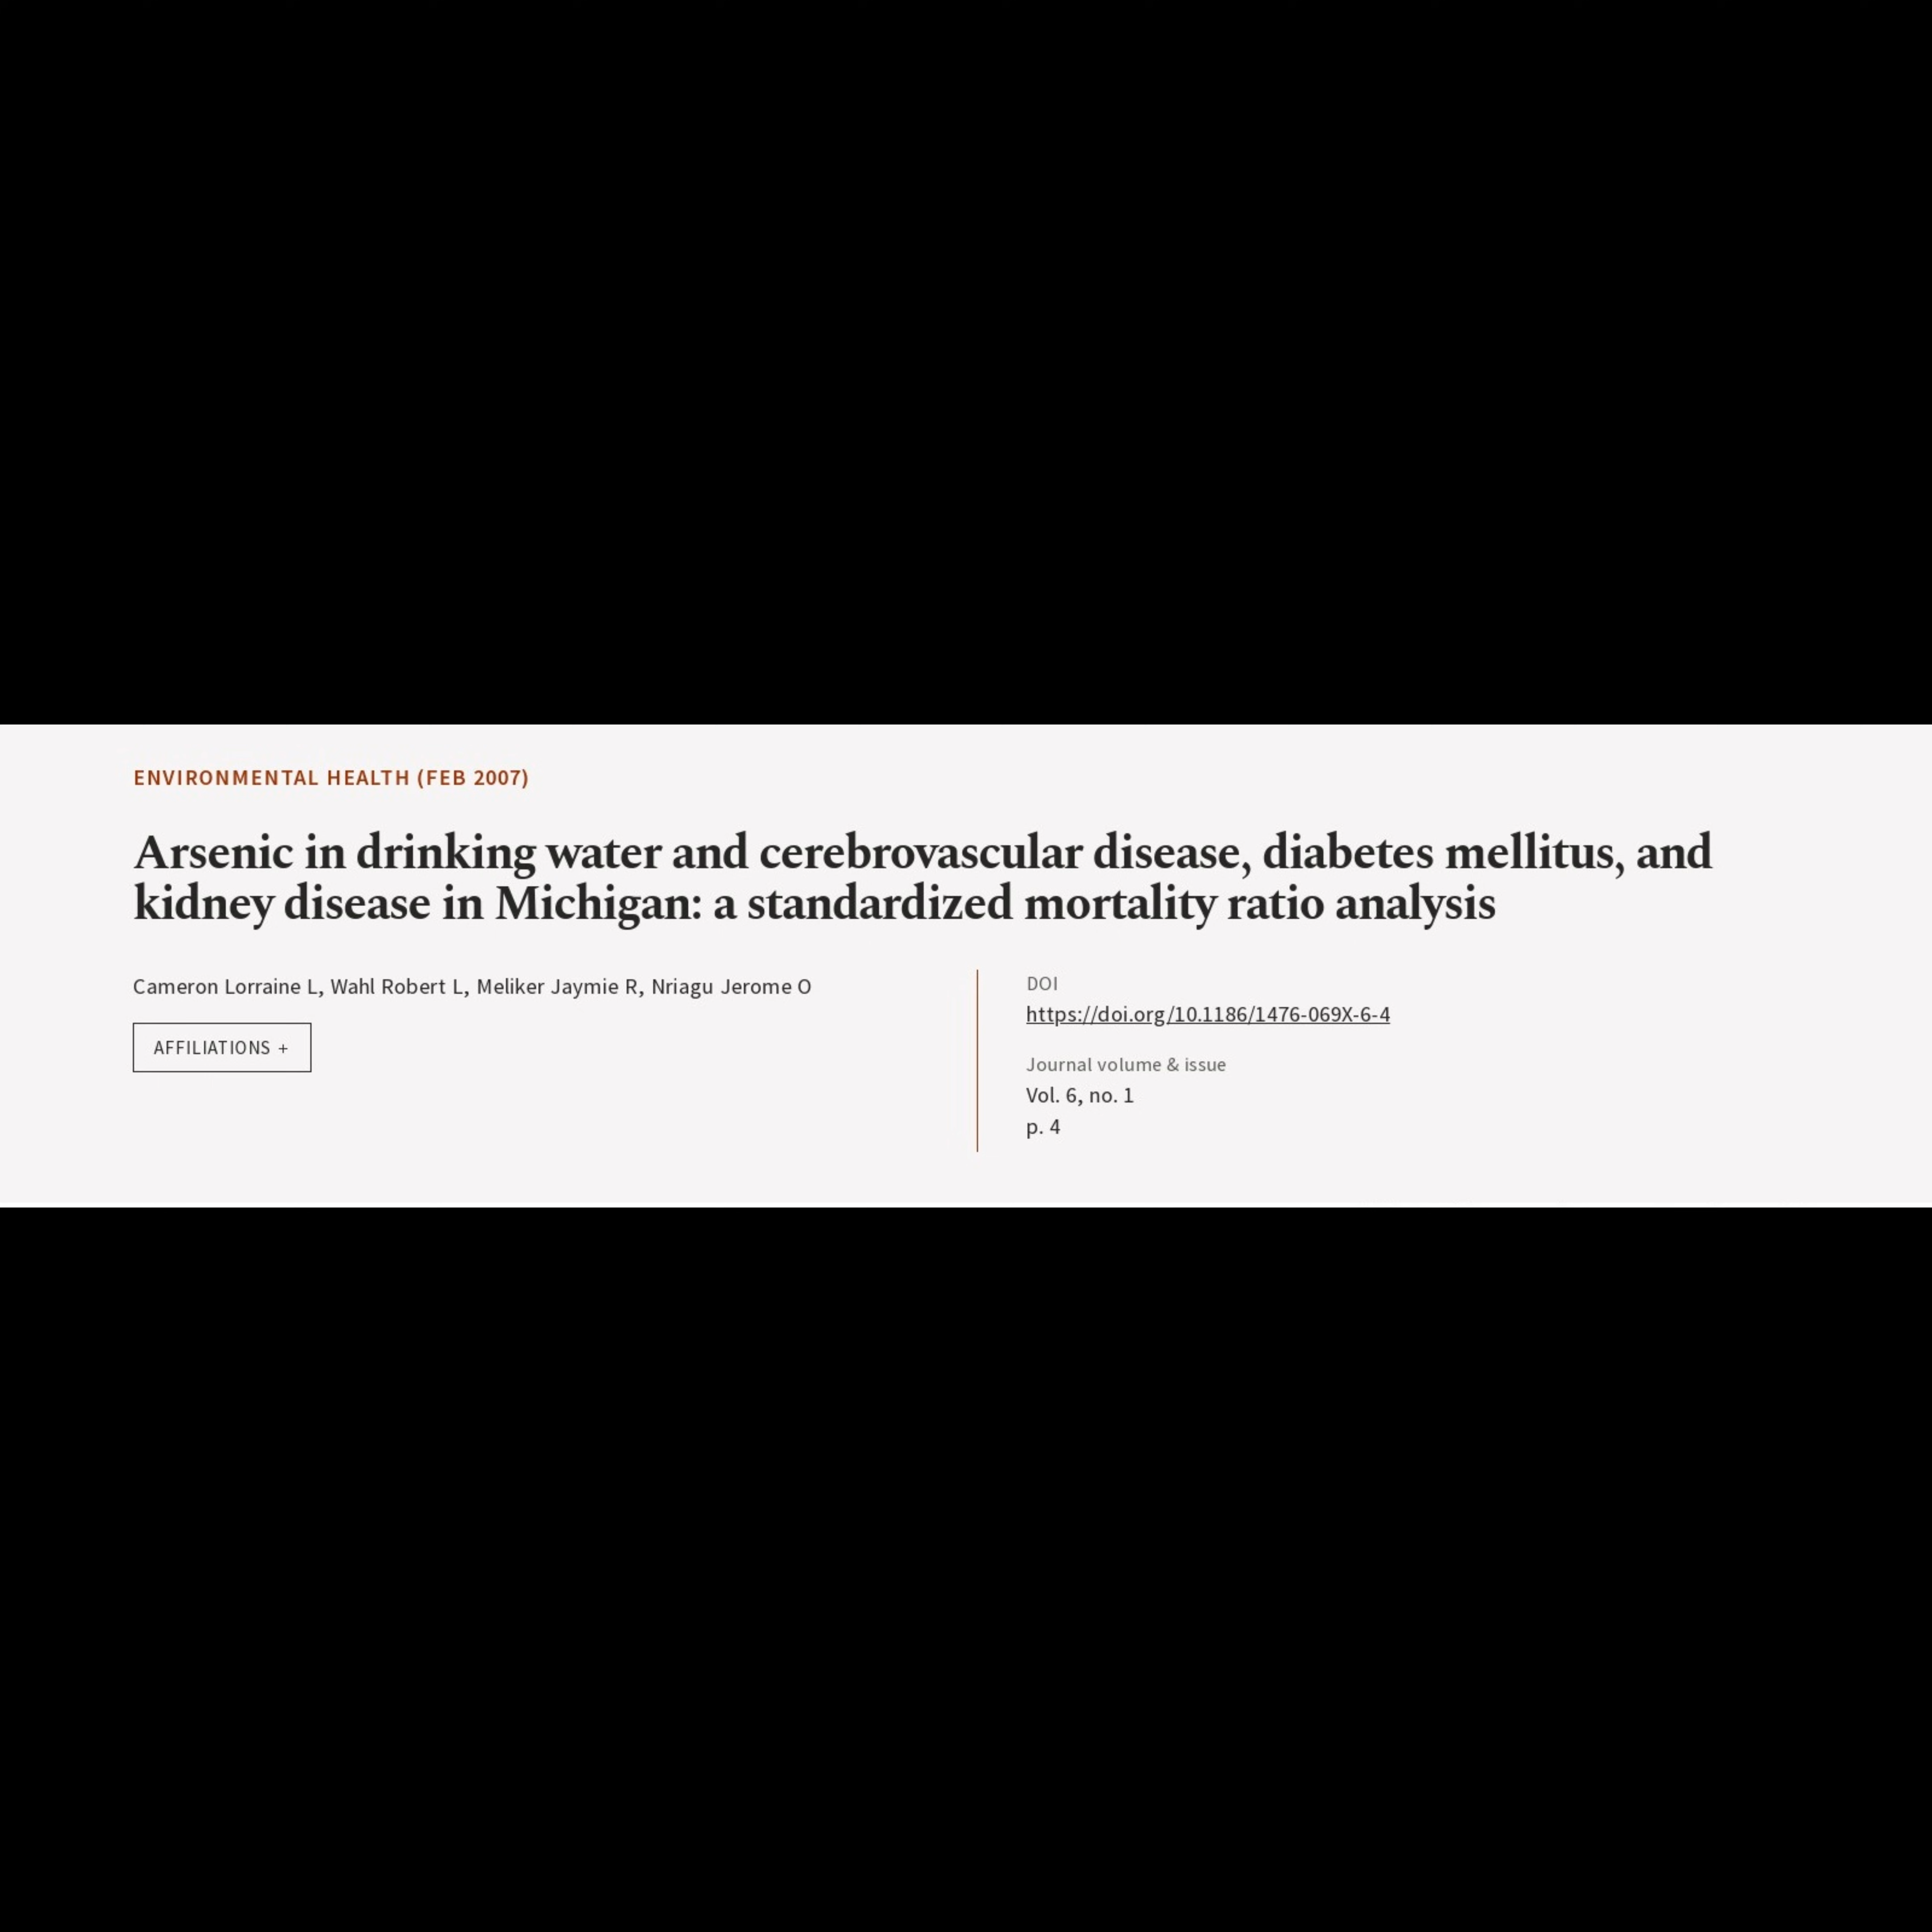 ENVIRONMENTAL HEALTH (FEB 2007)
Arsenic in drinking water and cerebrovascular disease, diabetes mellitus, and
kidney disease in Michigan: a standardized mortality ratio analysis
Cameron Lorraine L, Wahl Robert L, Meliker Jaymie R, Nriagu Jerome O
AFFILIATIONS +
DOI
https://doi.org/10.1186/1476-069X-6-4
Journal volume & issue
Vol. 6, no. 1
p. 4